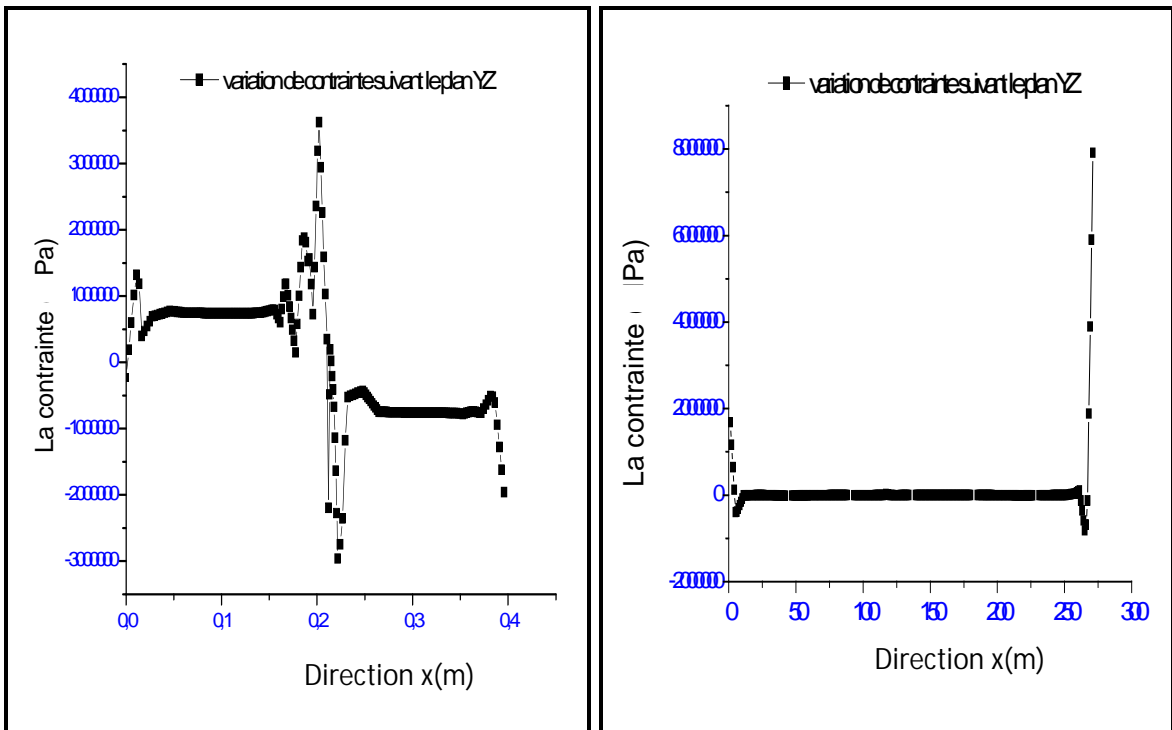 variation de contrainte suivant le plan YZ
400000
300000
200000
100000
0
-100000
-200000
-300000
0,0 0,1 0,2 0,3 0,4
La contrainte ( Pa)
Direction x(m)
variation de contrainte suivant le plan YZ
800000
600000
400000
200000
0
-200000
0 50 100 150 200 250 300
La contrainte ( Pa)
Direction x(m)